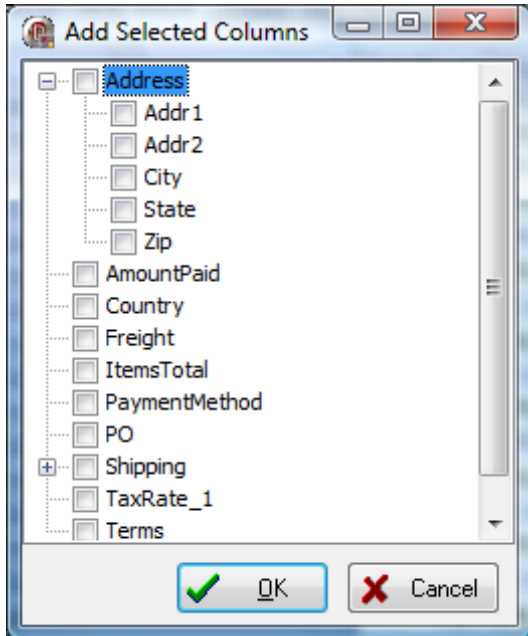 Add Selected Columns
Address
Addr1
Addr2
City
State
Zip
AmountPaid
Country
Freight
ItemsTotal
PaymentMethod
PO
Shipping
TaxRate_1
Terms
OK
Cancel